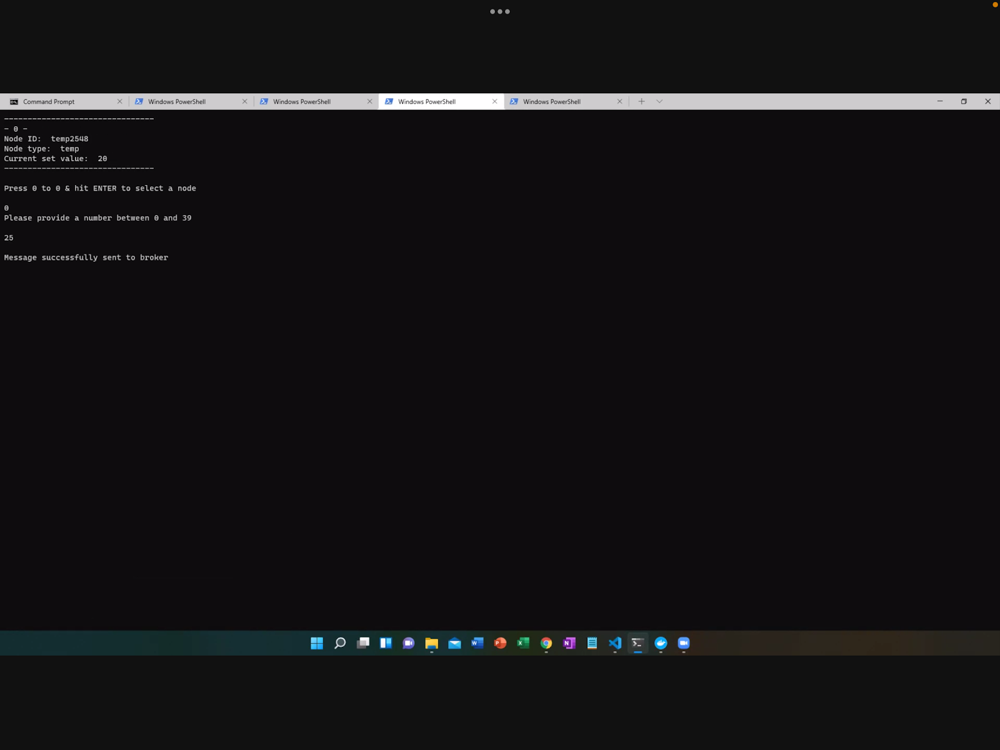 Command Prompt
Windows PowerShell
Windows PowerShell
Windows PowerShell
Windows PowerShell
--------------------------------
- 0 -
Node ID:  temp2548
Node type:  temp
Current set value:  20
--------------------------------
Press 0 to 0 & hit ENTER to select a node
0
Please provide a number between 0 and 39
25
Message successfully sent to broker